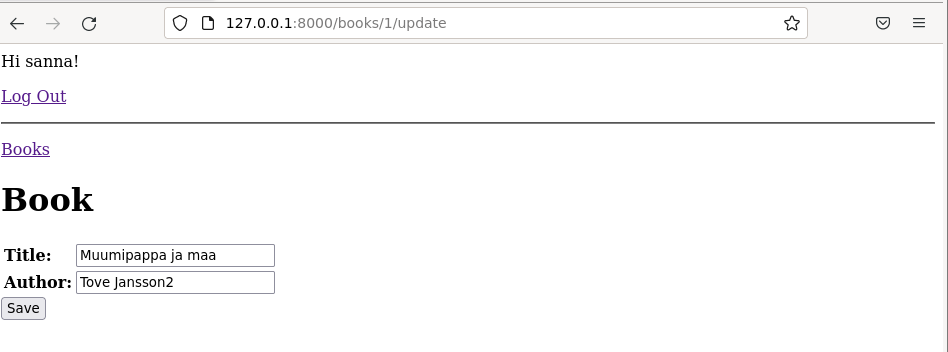 127.0.0.1:8000/books/1/update
Hi sanna!
Log Out
Books
Book
Title: Muumipappa ja maa
Author: Tove Jansson2
Save